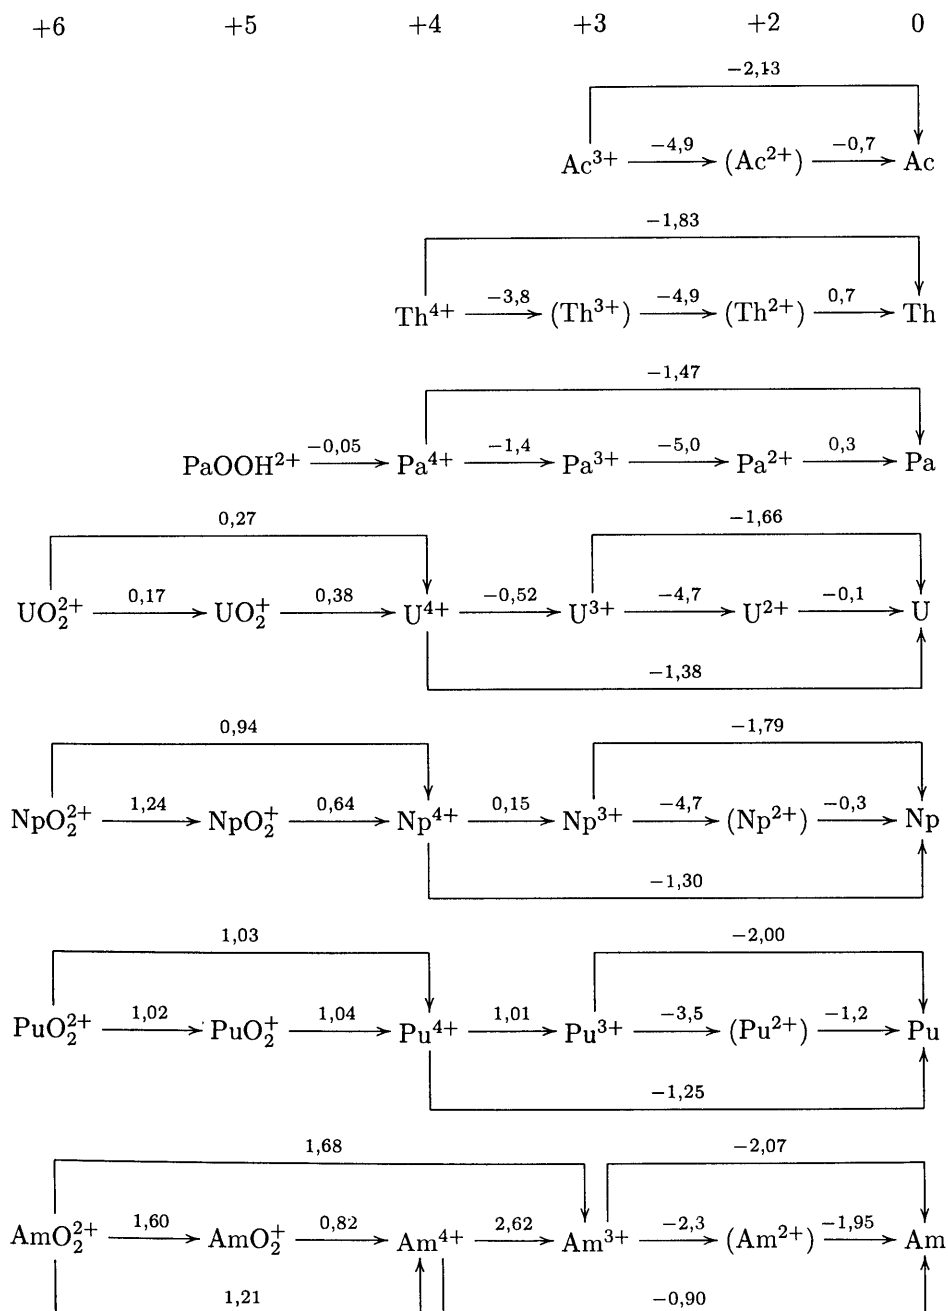 +6 +5 +4 +3 +2 0
−2,13
Ac³⁺ −4,9 (Ac²⁺) −0,7 Ac
−1,83
Th⁴⁺ −3,8 (Th³⁺) −4,9 (Th²⁺) 0,7 Th
−1,47
PaOOH²⁺ −0,05 Pa⁴⁺ −1,4 Pa³⁺ −5,0 Pa²⁺ 0,3 Pa
0,27 −1,66
UO₂²⁺ 0,17 UO₂⁺ 0,38 U⁴⁺ −0,52 U³⁺ −4,7 U²⁺ −0,1 U
−1,38
0,94 −1,79
NpO₂²⁺ 1,24 NpO₂⁺ 0,64 Np⁴⁺ 0,15 Np³⁺ −4,7 (Np²⁺) −0,3 Np
−1,30
1,03 −2,00
PuO₂²⁺ 1,02 PuO₂⁺ 1,04 Pu⁴⁺ 1,01 Pu³⁺ −3,5 (Pu²⁺) −1,2 Pu
−1,25
1,68 −2,07
AmO₂²⁺ 1,60 AmO₂⁺ 0,82 Am⁴⁺ 2,62 Am³⁺ −2,3 (Am²⁺) −1,95 Am
1,21 −0,90